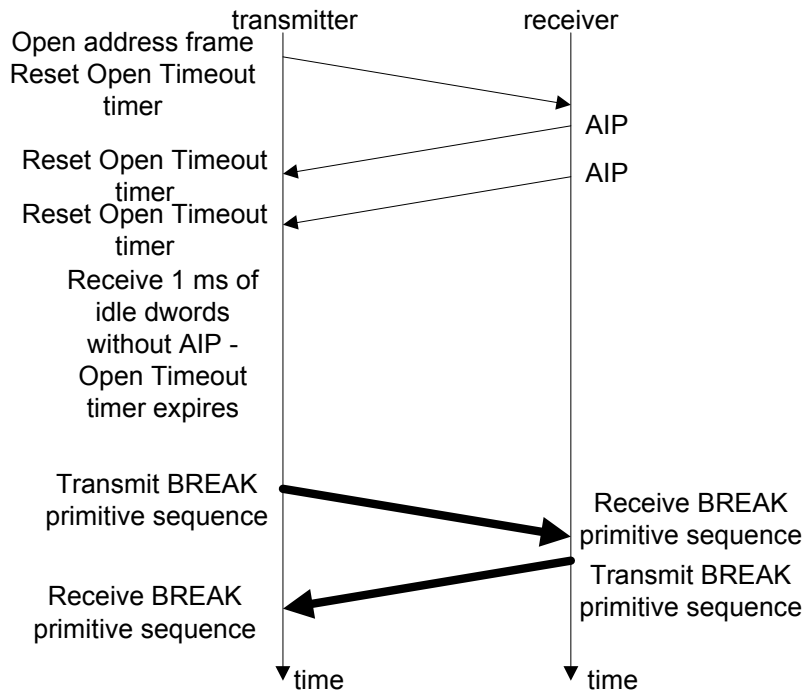 transmitter
receiver
Open address frame
Reset Open Timeout
timer
AIP
Reset Open Timeout
timer
AIP
Reset Open Timeout
timer
Receive 1 ms of
idle dwords
without AIP -
Open Timeout
timer expires
Transmit BREAK
primitive sequence
Receive BREAK
primitive sequence
Transmit BREAK
primitive sequence
Receive BREAK
primitive sequence
time
time